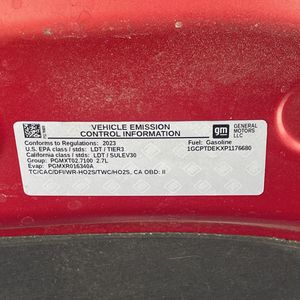 VEHICLE EMISSION
CONTROL INFORMATION
gm
GENERAL
MOTORS
LLC
Conforms to Regulations: 2023
Fuel: Gasoline
U.S. EPA class / stds: LDT / TIER3
1GCPTDEKXP1176680
California class / stds: LDT / SULEV30
Group: PGMXT02.7100 2.7L
Evap: PGMXR016340A
TC/CAC/DFI/WR-HO2S/TWC/HO2S, CA OBD: II